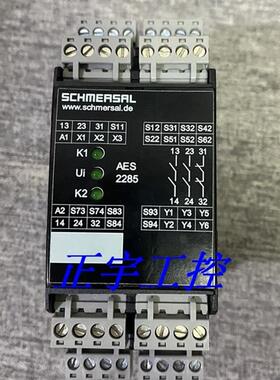 SCHMERSAL
www.schmersal.de
13 23 31 S11
S12 S31 S32 S42
A1 X1 X2 X3
S22 S51 S52 S62
K1
Ui
K2
AES
2285
13 23 31
14 24 32
A2 S73 S74 S83
14 24 32 S84
S93 Y1 Y3 Y5
S94 Y2 Y4 Y6
正宇工控